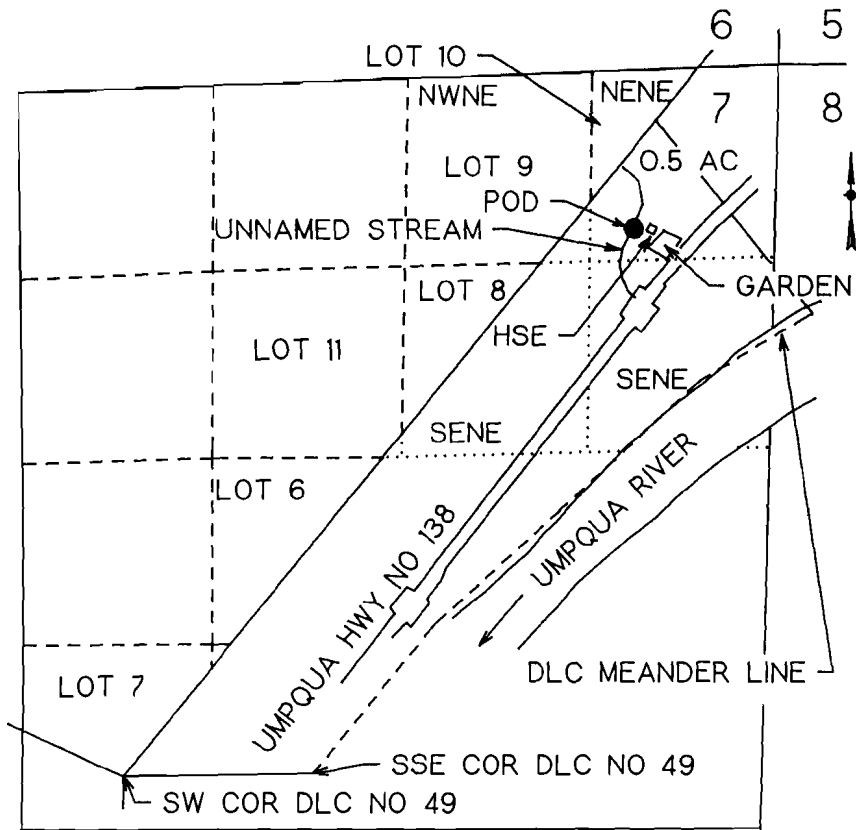 6 5
LOT 10
NWNE
NENE
7
8
LOT 9
0.5 AC
POD
UNNAMED STREAM
LOT 8
GARDEN
HSE
LOT 11
SENE
SENE
LOT 6
UMPQUA RIVER
UMPQUA HWY NO 138
DLC MEANDER LINE
LOT 7
SSE COR DLC NO 49
SW COR DLC NO 49